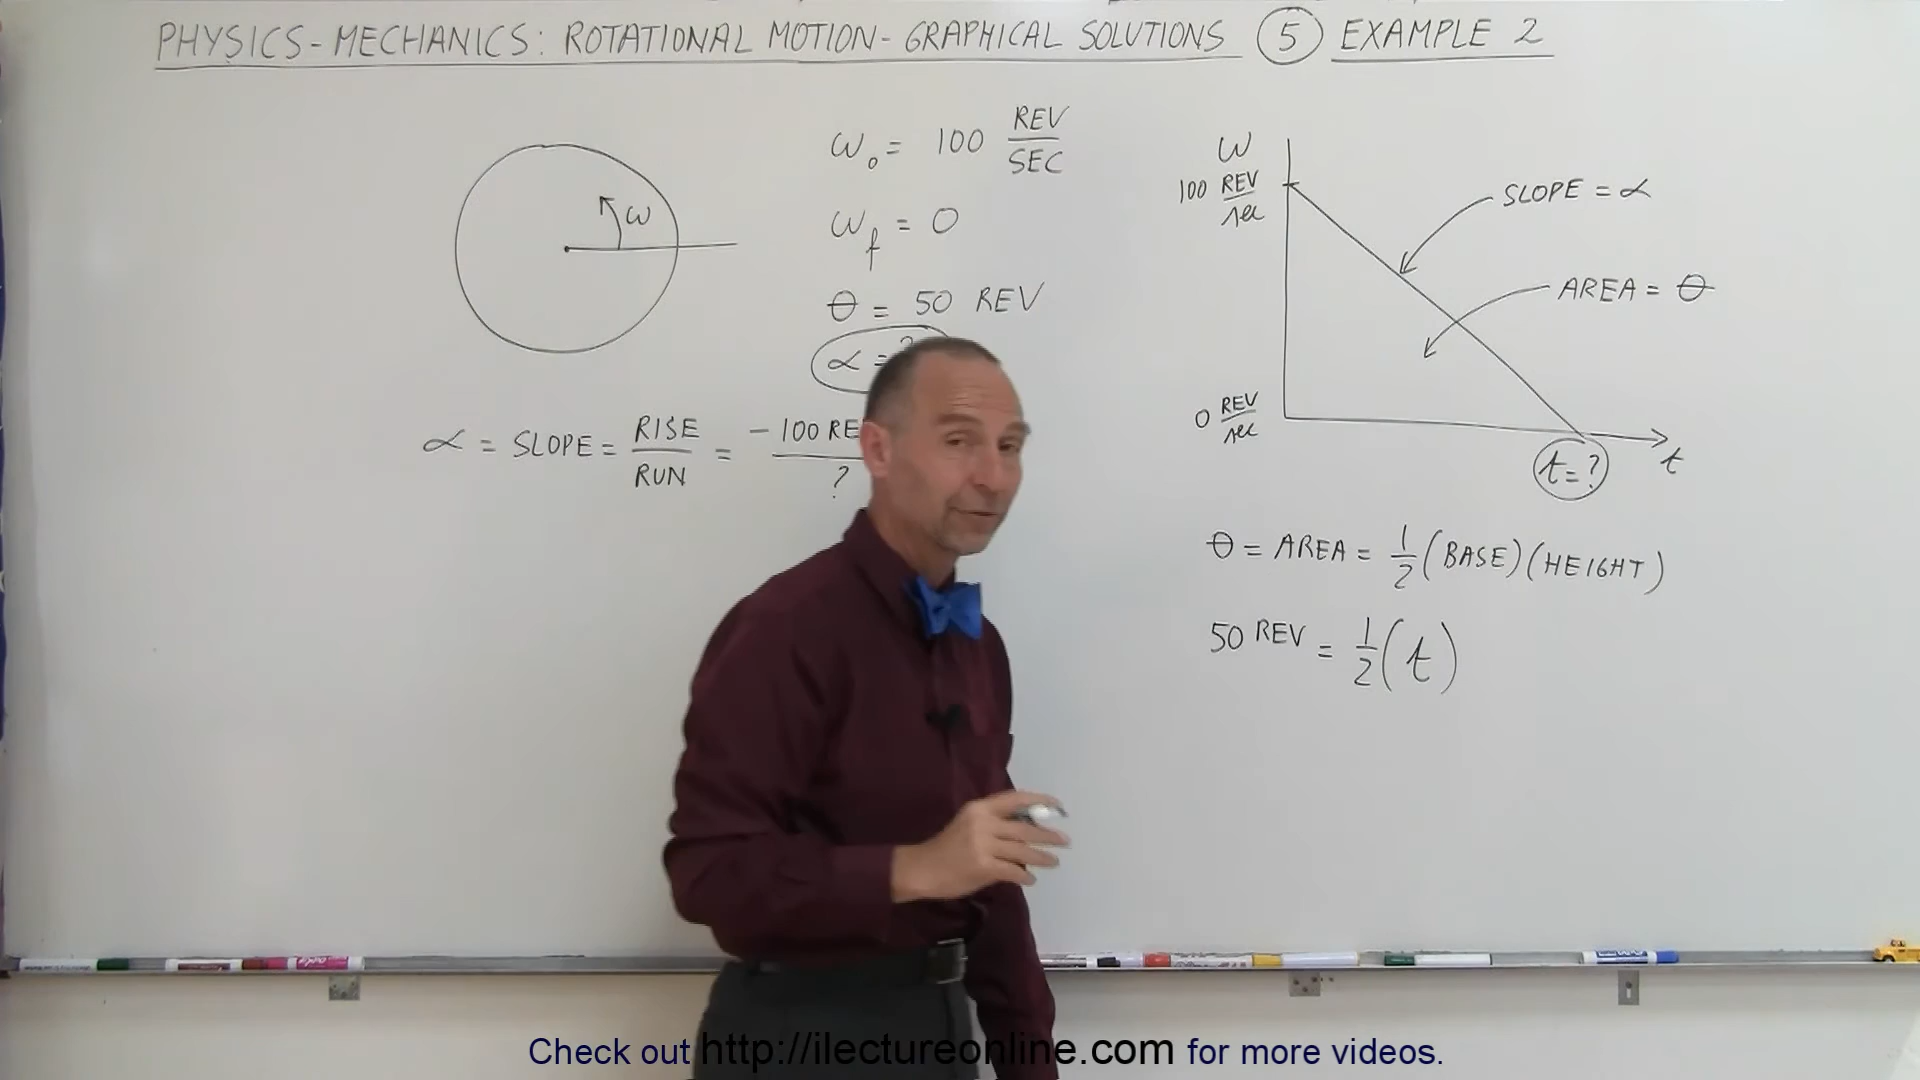 PHYSICS-MECHANICS: ROTATIONAL MOTION-GRAPHICAL SOLUTIONS 5 EXAMPLE 2
ω
ω₀ = 100 REV/SEC
ω_f = 0
θ = 50 REV
α = ?
α = SLOPE = RISE/RUN = -100 RE / ?
ω
100 REV/sec
SLOPE = α
AREA = θ
0 REV/sec
t
t = ?
θ = AREA = 1/2 (BASE)(HEIGHT)
50 REV = 1/2 (t)
Check out http://ilectureonline.com for more videos.